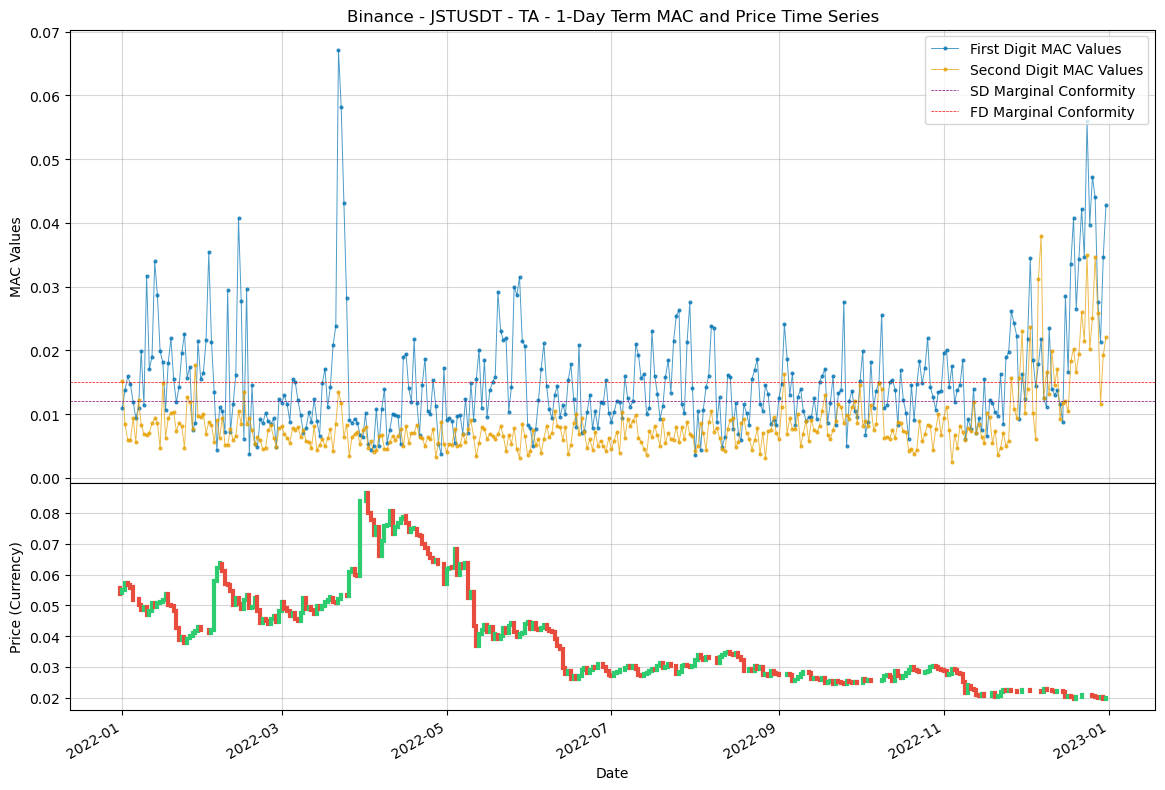 Binance - JSTUSDT - TA - 1-Day Term MAC and Price Time Series
First Digit MAC Values
Second Digit MAC Values
SD Marginal Conformity
FD Marginal Conformity
MAC Values
0.07
0.06
0.05
0.04
0.03
0.02
0.01
0.00
Price (Currency)
0.08
0.07
0.06
0.05
0.04
0.03
0.02
2022-01
2022-03
2022-05
2022-07
2022-09
2022-11
2023-01
Date